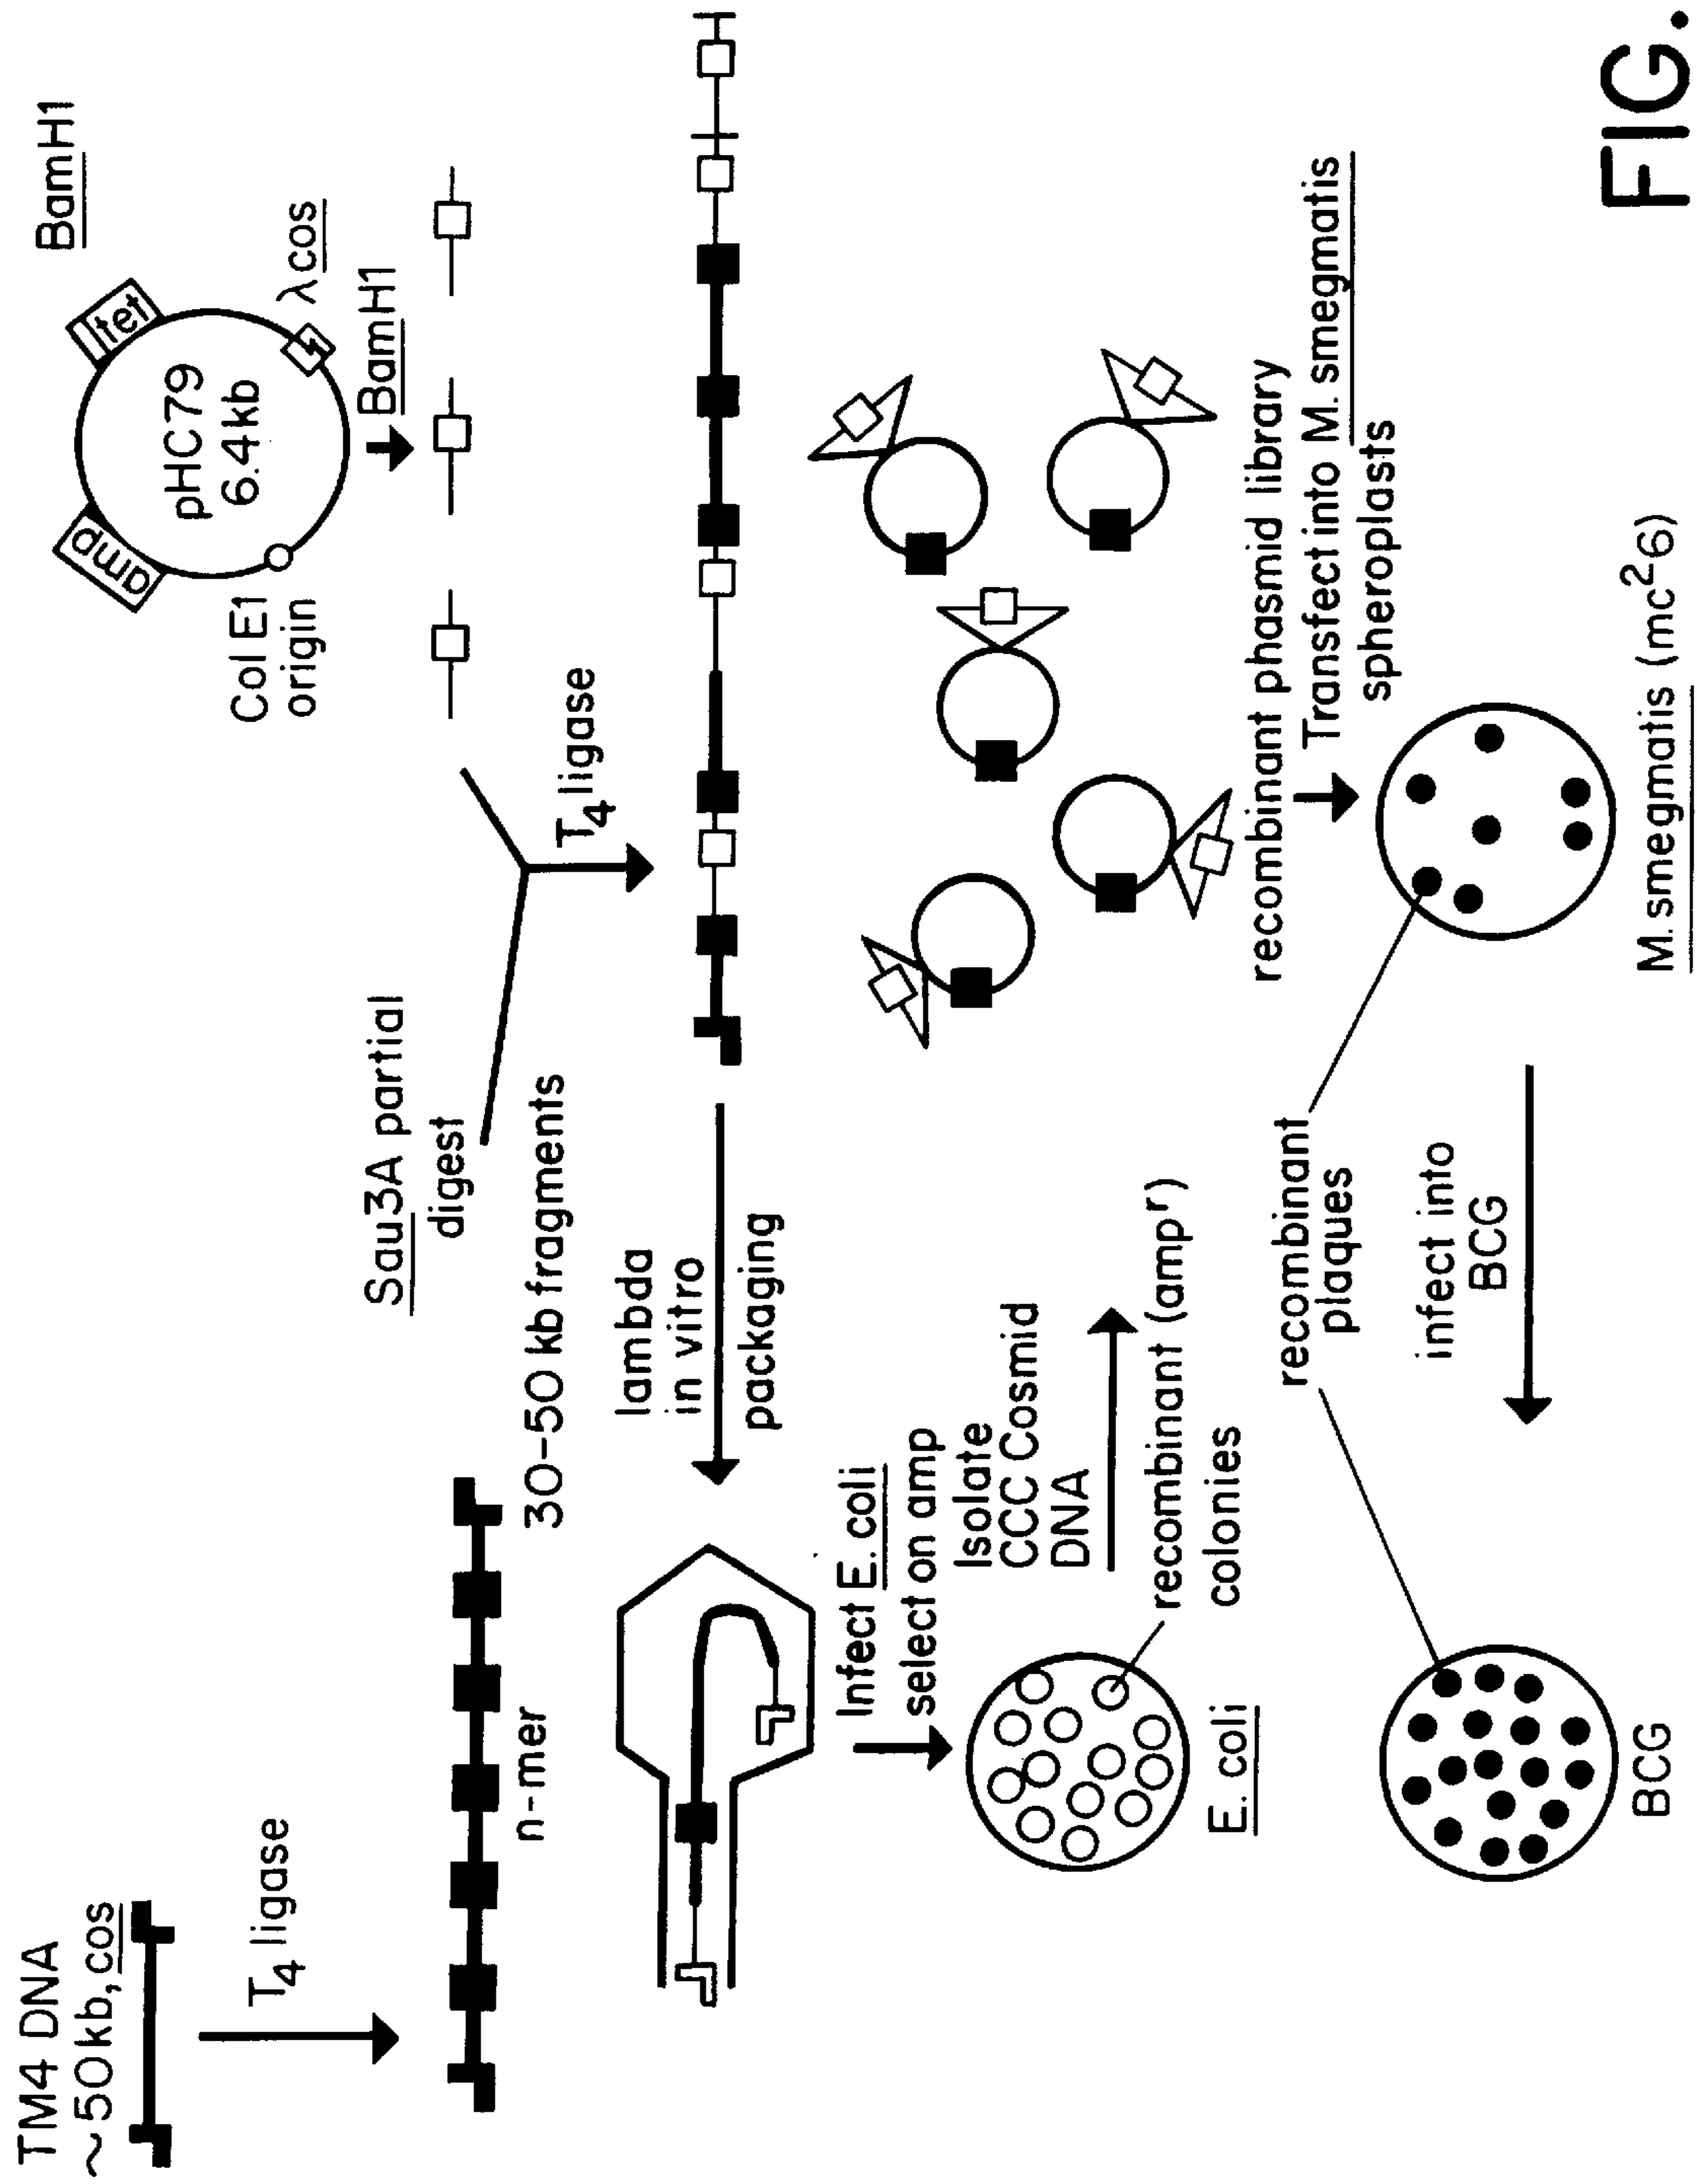 TM4 DNA
~50kb, cos
T4 ligase
n-mer
Sau3A partial
digest
30-50 kb fragments
BamH1
amp
tet
pHC79
6.4kb
Col E1
origin
λ cos
BamH1
T4 ligase
lambda
in vitro
packaging
Infect E. coli
select on amp
Isolate
CCC Cosmid
DNA
recombinant (ampʳ)
colonies
E. coli
recombinant phasmid library
Transfect into M. smegmatis
spheroplasts
recombinant
plaques
M. smegmatis (mc²6)
infect into
BCG
BCG
FIG.